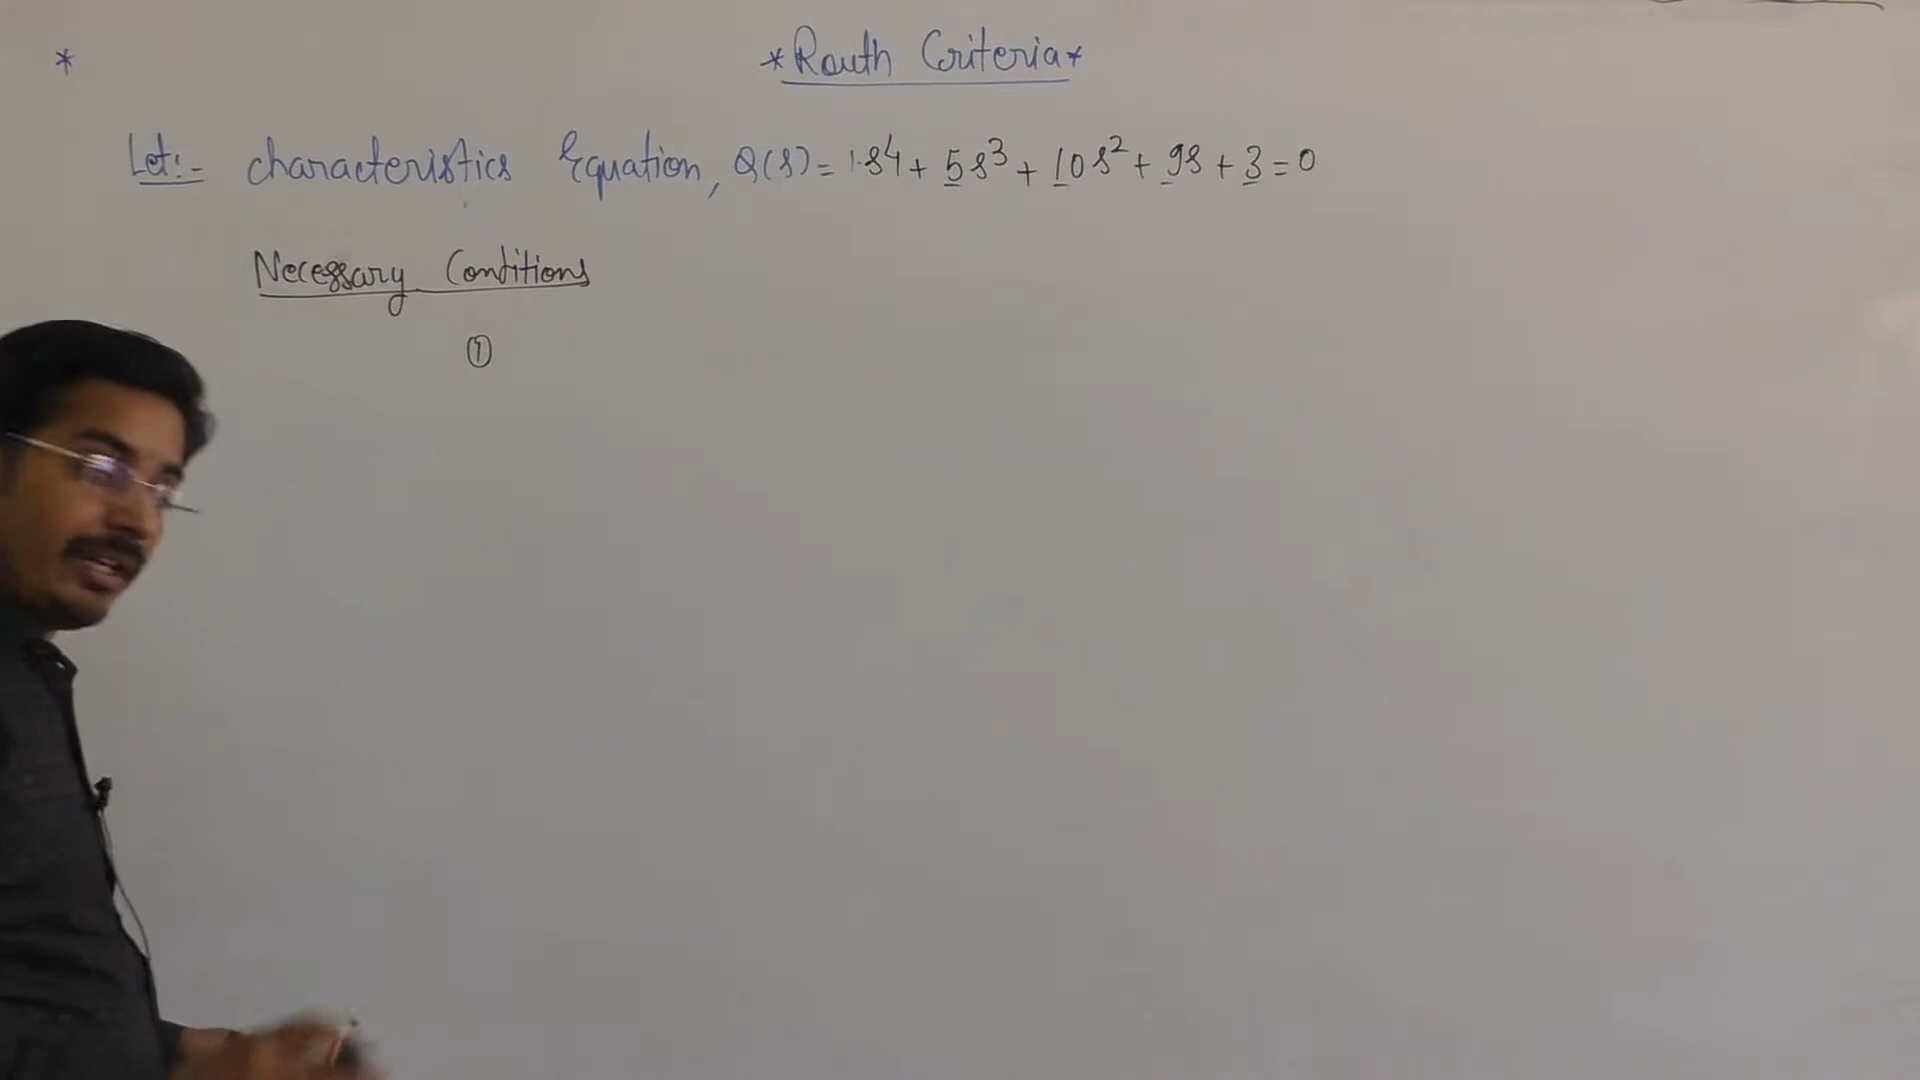 *
*Routh Criteria*
Let:- characteristics Equation, Q(s) = 1·s⁴ + 5s³ + 10s² + 9s + 3 = 0
Necessary Conditions
①